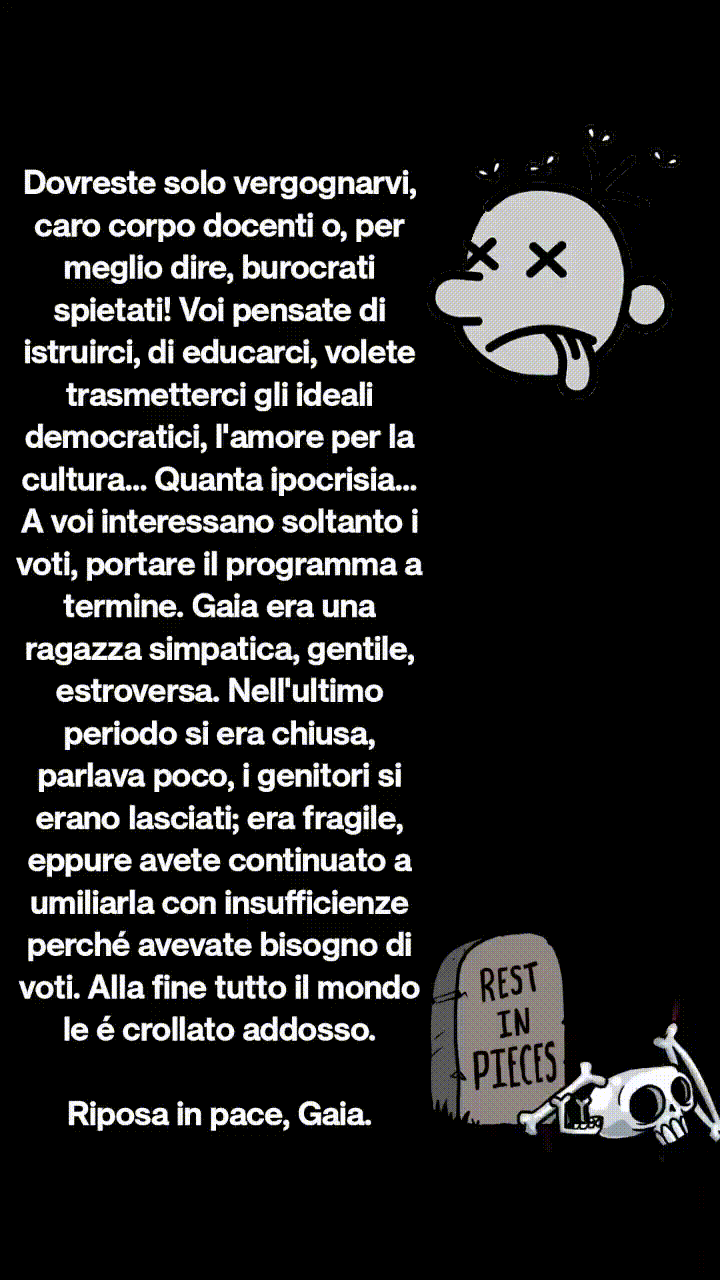 Dovreste solo vergognarvi,
caro corpo docenti o, per
meglio dire, burocrati
spietati! Voi pensate di
istruirci, di educarci, volete
trasmetterci gli ideali
democratici, l'amore per la
cultura... Quanta ipocrisia...
A voi interessano soltanto i
voti, portare il programma a
termine. Gaia era una
ragazza simpatica, gentile,
estroversa. Nell'ultimo
periodo si era chiusa,
parlava poco, i genitori si
erano lasciati; era fragile,
eppure avete continuato a
umiliarla con insufficienze
perché avevate bisogno di
voti. Alla fine tutto il mondo
le é crollato addosso.
Riposa in pace, Gaia.
REST
IN
PIECES